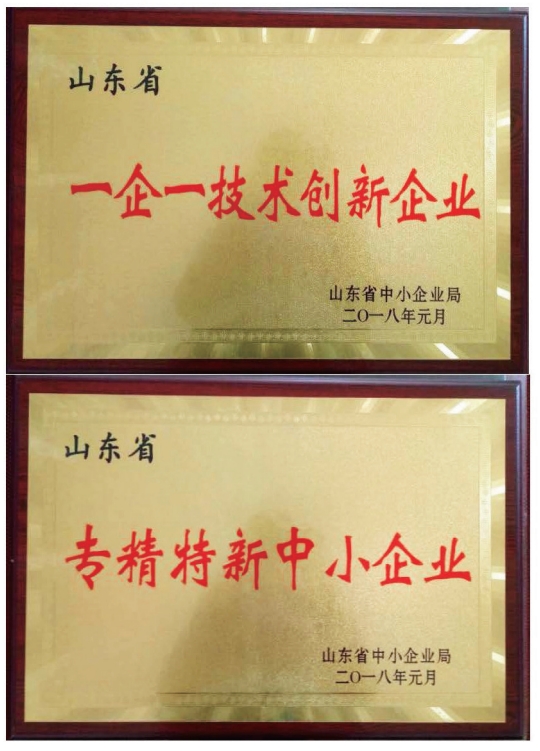 山东省
一企一技术创新企业
山东省中小企业局
二〇一八年元月
山东省
专精特新中小企业
山东省中小企业局
二〇一八年元月